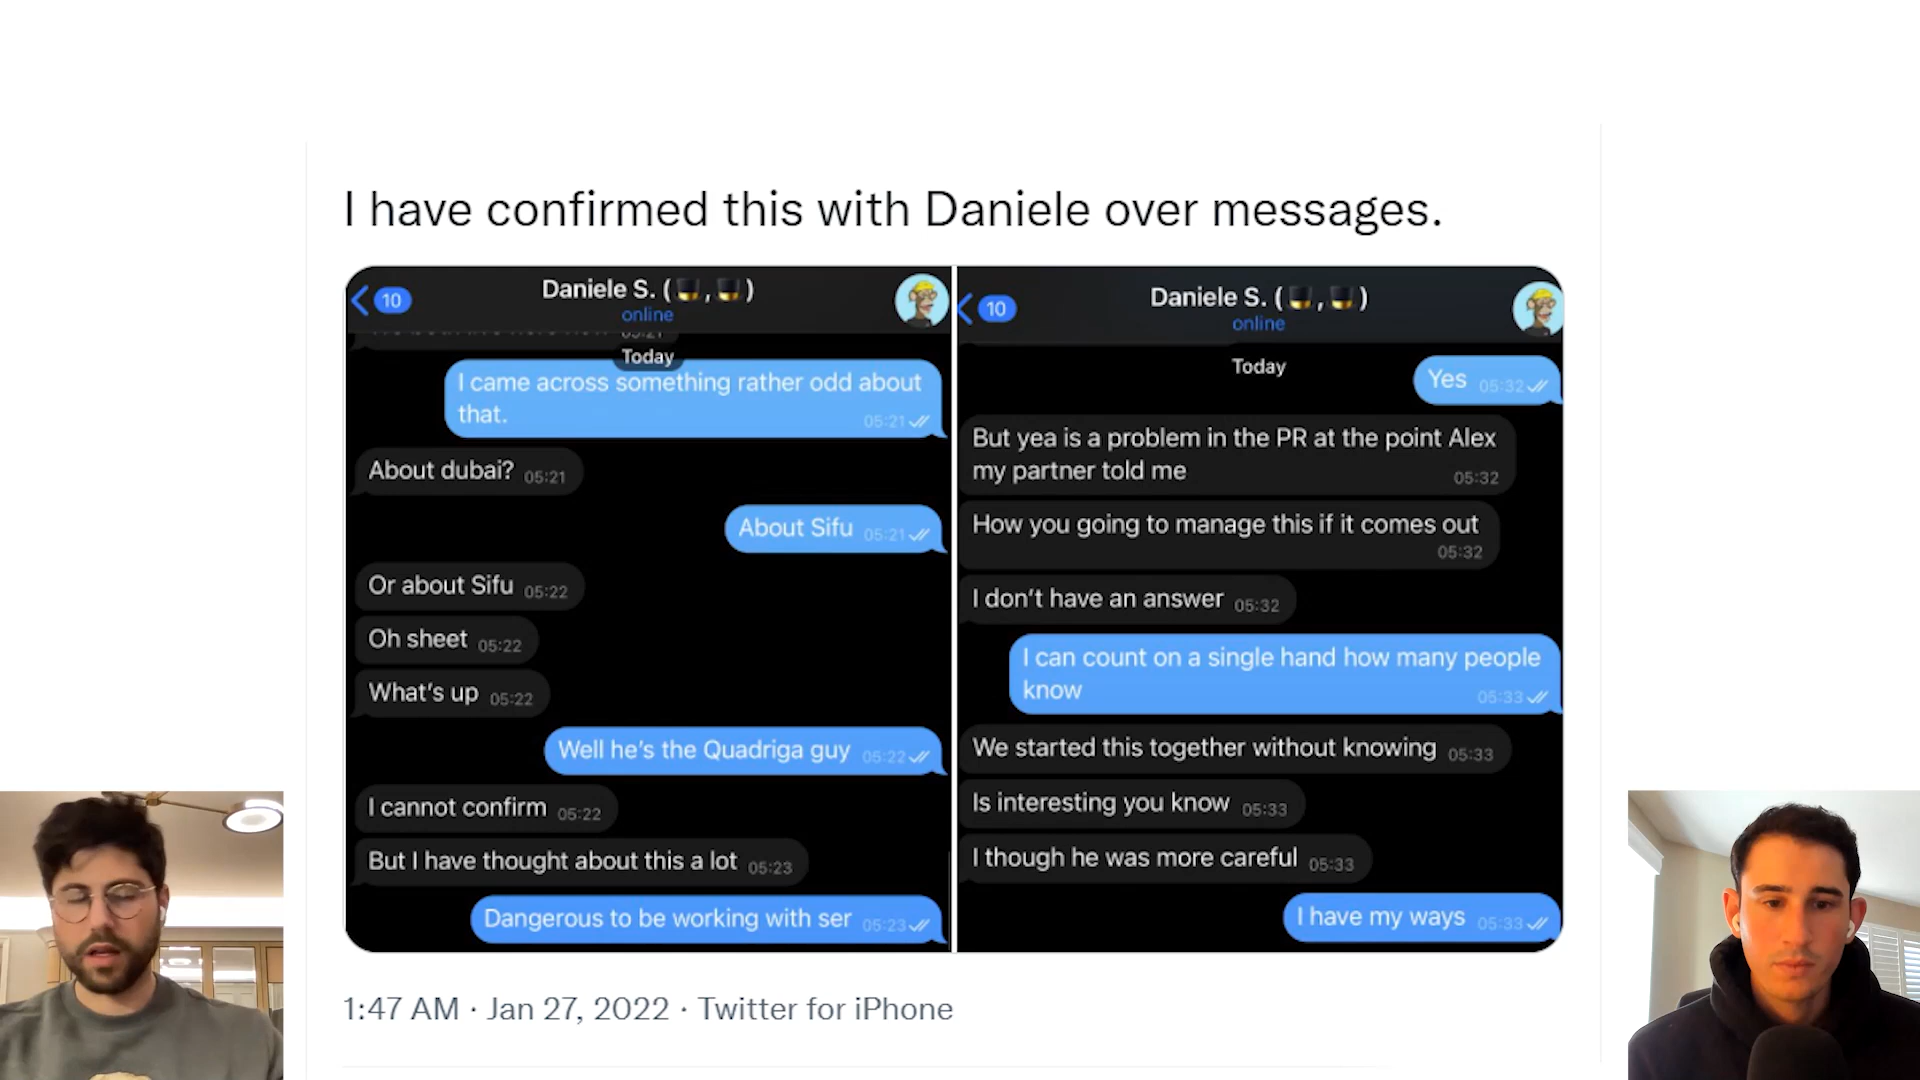 I have confirmed this with Daniele over messages.
10
Daniele S. (🎩,🎩)
online
05:21
Today
I came across something rather odd about
that.
05:21
About dubai? 05:21
About Sifu 05:21
Or about Sifu 05:22
Oh sheet 05:22
What's up 05:22
Well he's the Quadriga guy 05:22
I cannot confirm 05:22
But I have thought about this a lot 05:23
Dangerous to be working with ser 05:23
10
Daniele S. (🎩,🎩)
online
Today
Yes 05:32
But yea is a problem in the PR at the point Alex
my partner told me
05:32
How you going to manage this if it comes out
05:32
I don't have an answer 05:32
I can count on a single hand how many people
know
05:33
We started this together without knowing 05:33
Is interesting you know 05:33
I though he was more careful 05:33
I have my ways 05:33
1:47 AM · Jan 27, 2022 · Twitter for iPhone